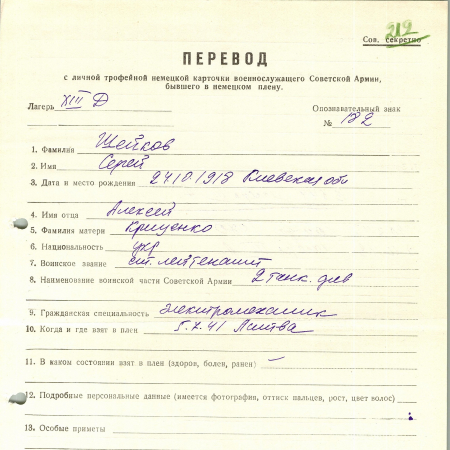 212
Сов. секретно
ПЕРЕВОД
с личной трофейной немецкой карточки военнослужащего Советской Армии,
бывшего в немецком плену.
Лагерь XIII Д
Опознавательный знак
№ 122
1. Фамилия Шейков
2. Имя Сергей
3. Дата и место рождения 24.10.1918 Киевская обл
4. Имя отца Алексей
5. Фамилия матери Криценко
6. Национальность укр
7. Воинское звание ст. лейтенант
8. Наименование воинской части Советской Армии 2 танк. див
9. Гражданская специальность электромеханик
10. Когда и где взят в плен 5.7.41 Литва
11. В каком состоянии взят в плен (здоров, болен, ранен) —
12. Подробные персональные данные (имеется фотография, оттиск пальцев, рост, цвет волос)
13. Особые приметы